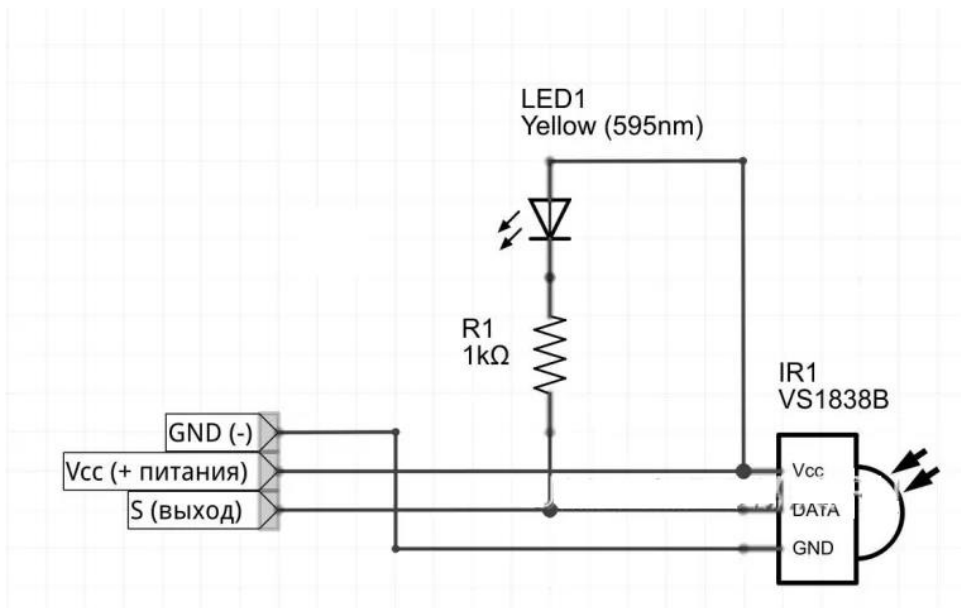 LED1
Yellow (595nm)
R1
1kΩ
IR1
VS1838B
GND (-)
Vcc (+ питания)
S (выход)
Vcc
DATA
GND